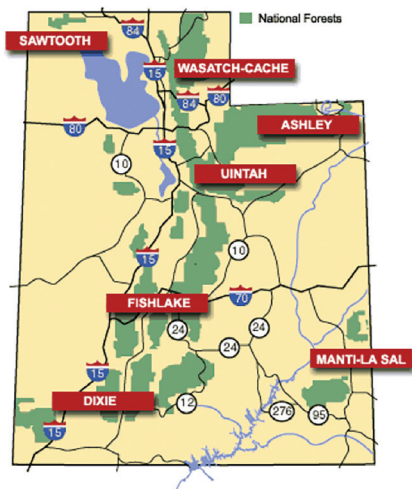 National Forests
84
SAWTOOTH
15
WASATCH-CACHE
84
80
80
ASHLEY
15
10
UINTAH
10
15
FISHLAKE
70
24
24
24
MANTI-LA SAL
15
DIXIE
12
276
95
15